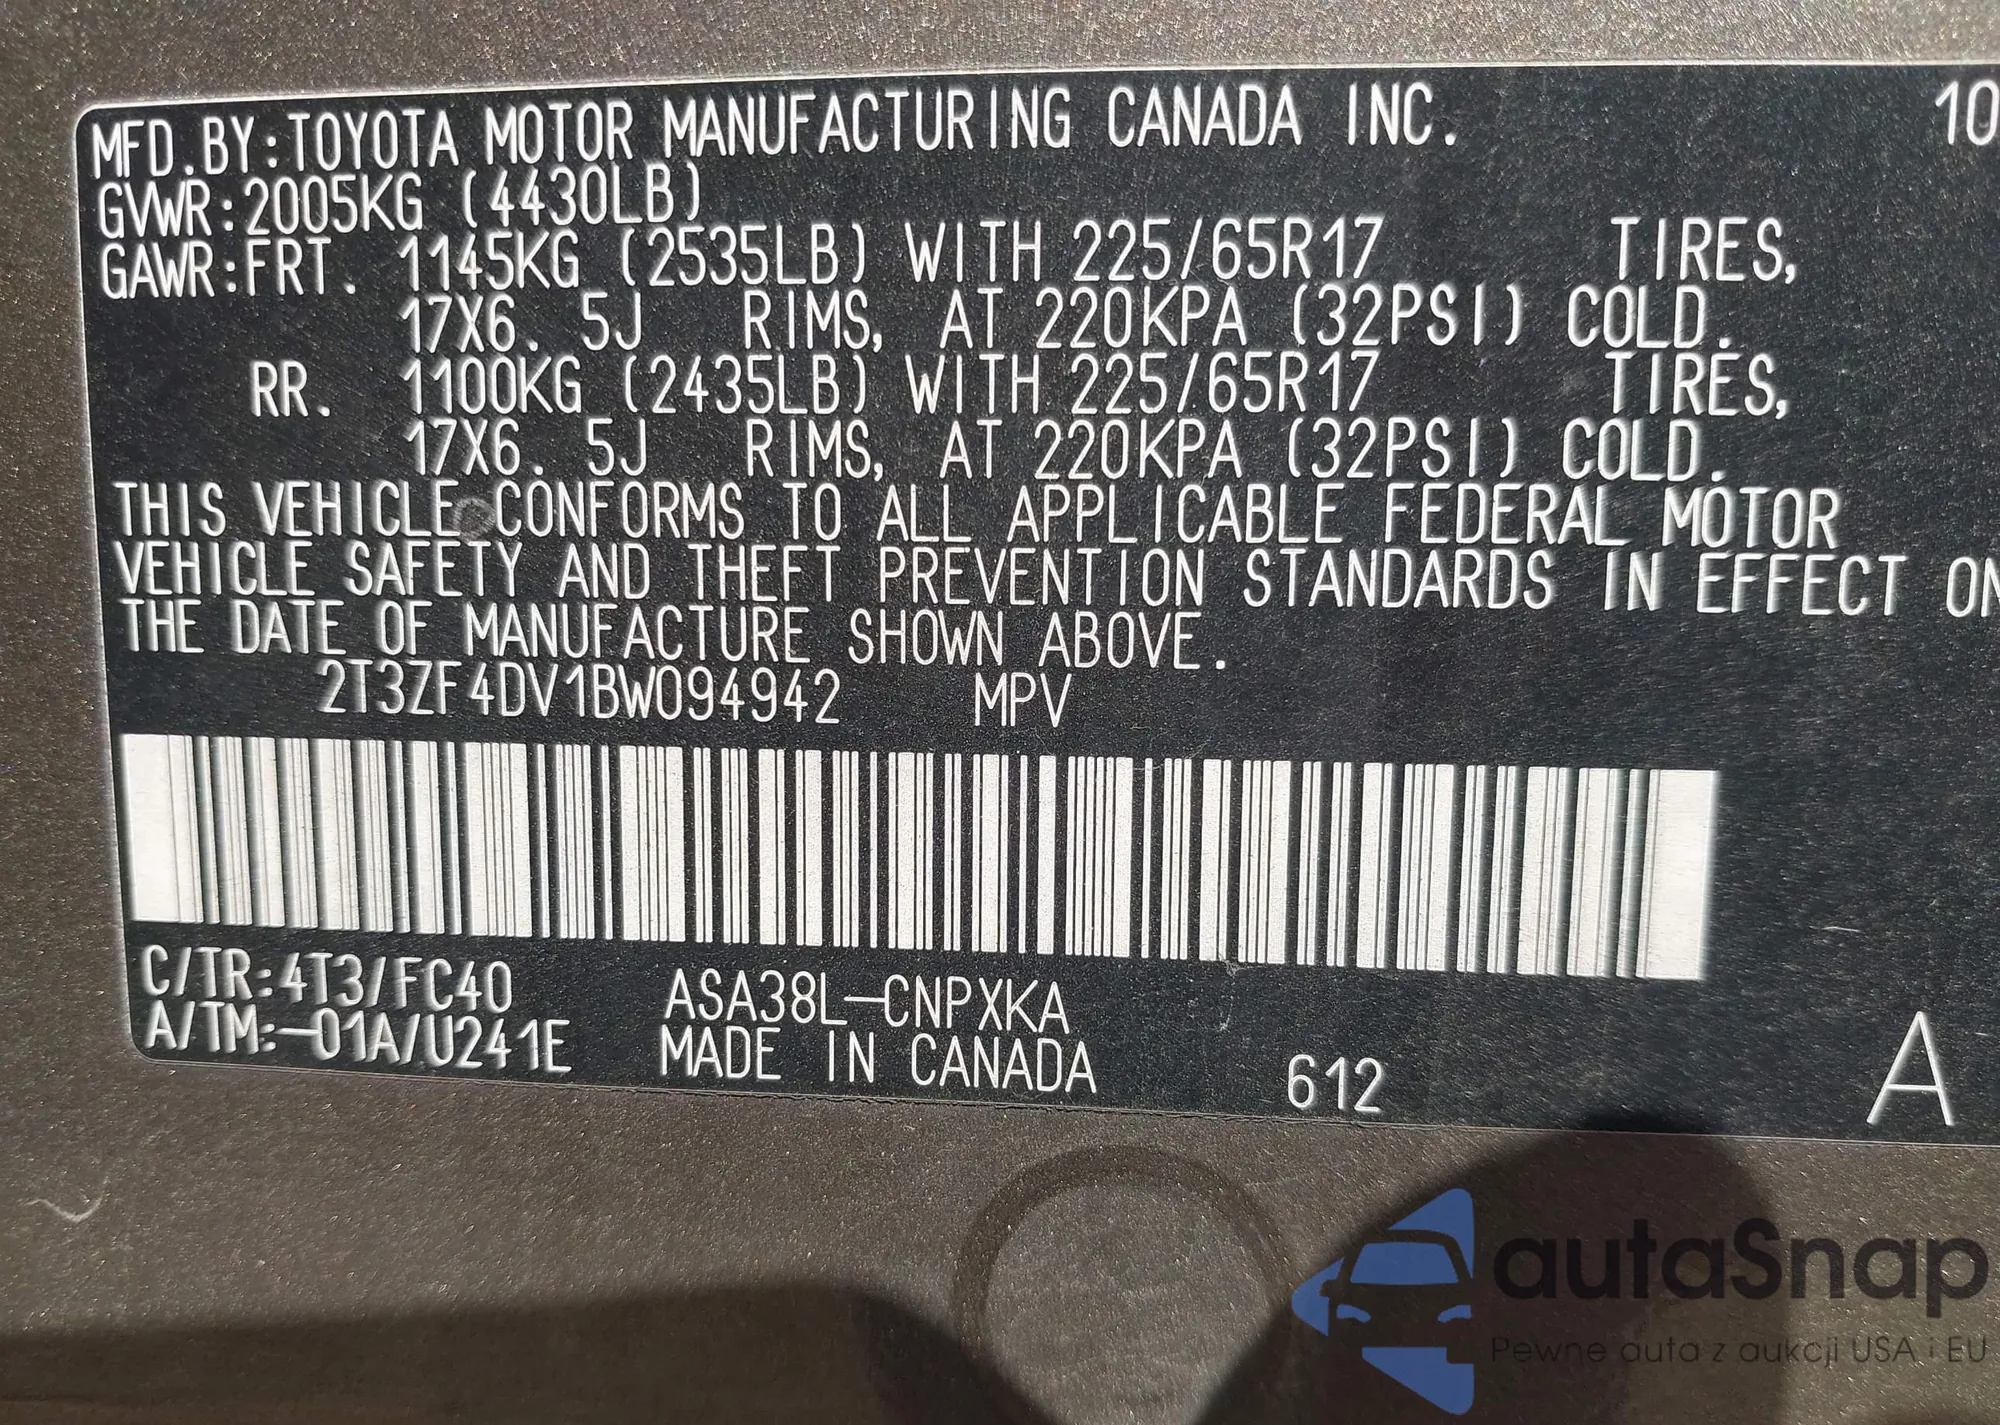 MFD.BY:TOYOTA MOTOR MANUFACTURING CANADA INC. 10
GVWR:2005KG (4430LB)
GAWR:FRT. 1145KG (2535LB) WITH 225/65R17 TIRES,
17X6. 5J RIMS, AT 220KPA (32PSI) COLD.
RR. 1100KG (2435LB) WITH 225/65R17 TIRES,
17X6. 5J RIMS, AT 220KPA (32PSI) COLD.
THIS VEHICLE CONFORMS TO ALL APPLICABLE FEDERAL MOTOR
VEHICLE SAFETY AND THEFT PREVENTION STANDARDS IN EFFECT ON
THE DATE OF MANUFACTURE SHOWN ABOVE.
2T3ZF4DV1BW094942 MPV
C/TR:4T3/FC40 ASA38L-CNPXKA
A/TM:-01A/U241E MADE IN CANADA 612 A
autaSnap
Pewne auta z aukcji USA i EU